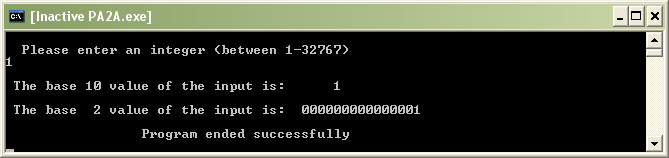 [Inactive PA2A.exe]
Please enter an integer (between 1-32767)
1
The base 10 value of the input is: 1
The base 2 value of the input is: 000000000000001
Program ended successfully